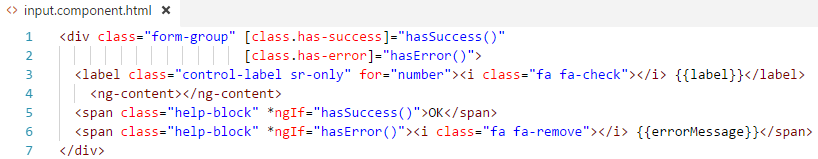 <> input.component.html ×
1 <div class="form-group" [class.has-success]="hasSuccess()"
2 [class.has-error]="hasError()">
3 <label class="control-label sr-only" for="number"><i class="fa fa-check"></i> {{label}}</label>
4 <ng-content></ng-content>
5 <span class="help-block" *ngIf="hasSuccess()">OK</span>
6 <span class="help-block" *ngIf="hasError()"><i class="fa fa-remove"></i> {{errorMessage}}</span>
7 </div>